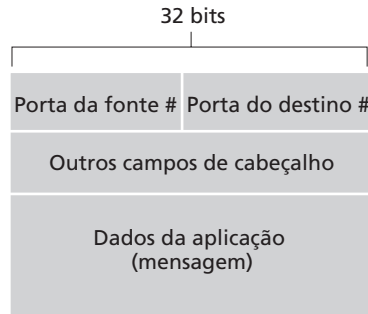 32 bits
Porta da fonte # Porta do destino #
Outros campos de cabeçalho
Dados da aplicação
(mensagem)